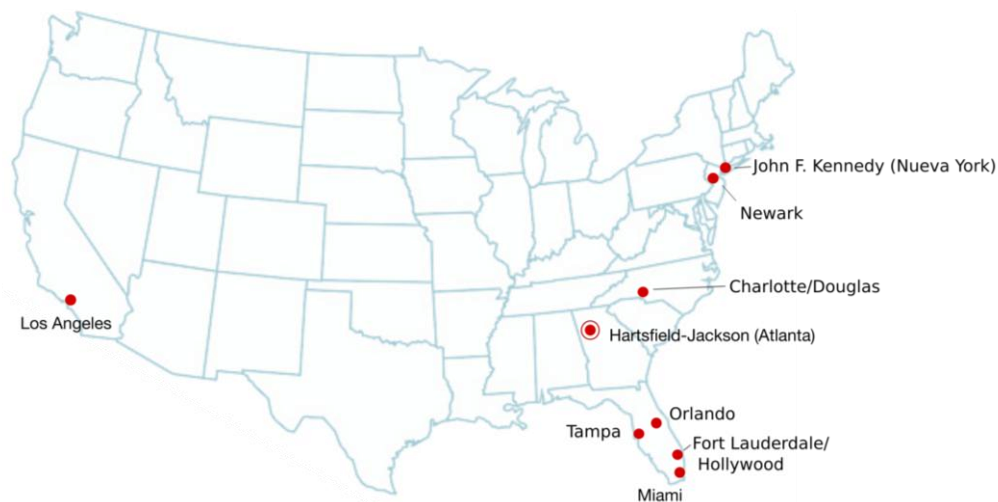 John F. Kennedy (Nueva York)
Newark
Charlotte/Douglas
Los Angeles
Hartsfield-Jackson (Atlanta)
Orlando
Tampa
Fort Lauderdale/
Hollywood
Miami